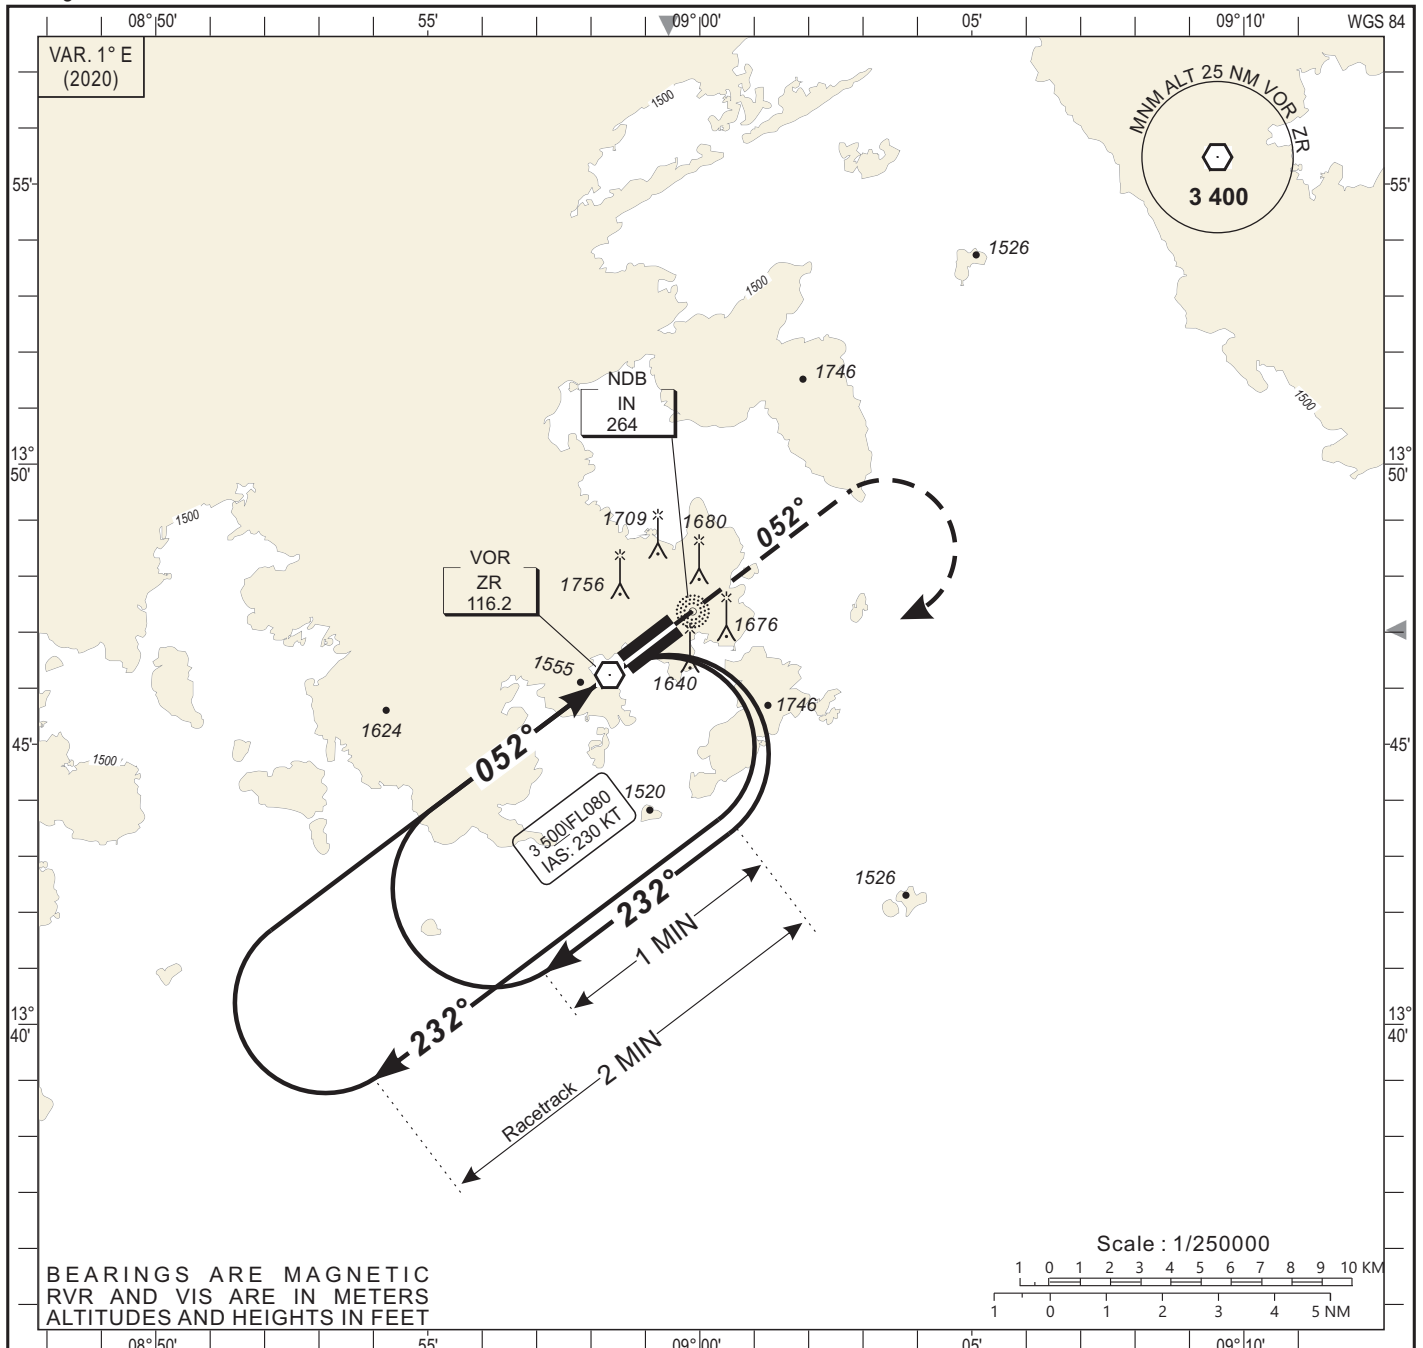 08°50'
55'
09°00'
05'
09°10'
WGS 84
VAR. 1° E
(2020)
MNM ALT 25 NM VOR ZR
3 400
1500
55'
55'
1526
1500
1746
NDB
IN
264
1500
13°
50'
13°
50'
1500
1709
1680
052°
VOR
ZR
116.2
1756
1676
1555
1640
1624
1746
052°
45'
45'
1500
3 500\FL080
IAS: 230 KT
1520
232°
1526
1 MIN
232°
2 MIN
Racetrack
13°
40'
13°
40'
BEARINGS ARE MAGNETIC
RVR AND VIS ARE IN METERS
ALTITUDES AND HEIGHTS IN FEET
Scale : 1/250000
1 0 1 2 3 4 5 6 7 8 9 10 KM
1 0 1 2 3 4 5 NM
08°50'
55'
09°00'
05'
09°10'